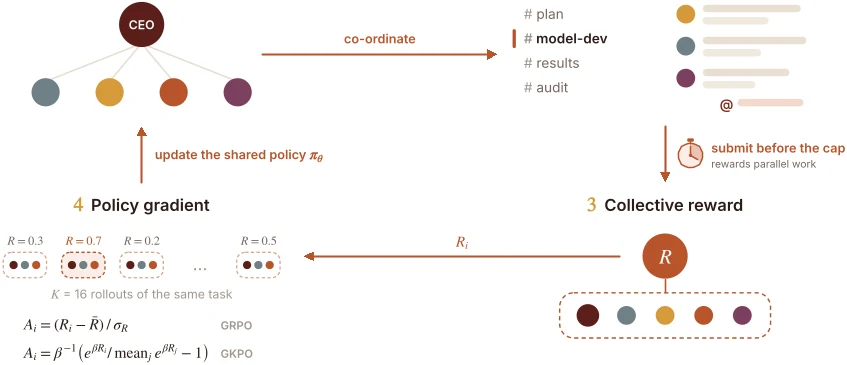 CEO
co-ordinate
# plan
# model-dev
# results
# audit
@
update the shared policy πθ
submit before the cap
rewards parallel work
4 Policy gradient
3 Collective reward
R = 0.3
R = 0.7
R = 0.2
...
R = 0.5
K = 16 rollouts of the same task
Ri
R
Ai = (Ri − R̄) / σR GRPO
Ai = β⁻¹(e^{βRi} / meanj e^{βRj} − 1) GKPO